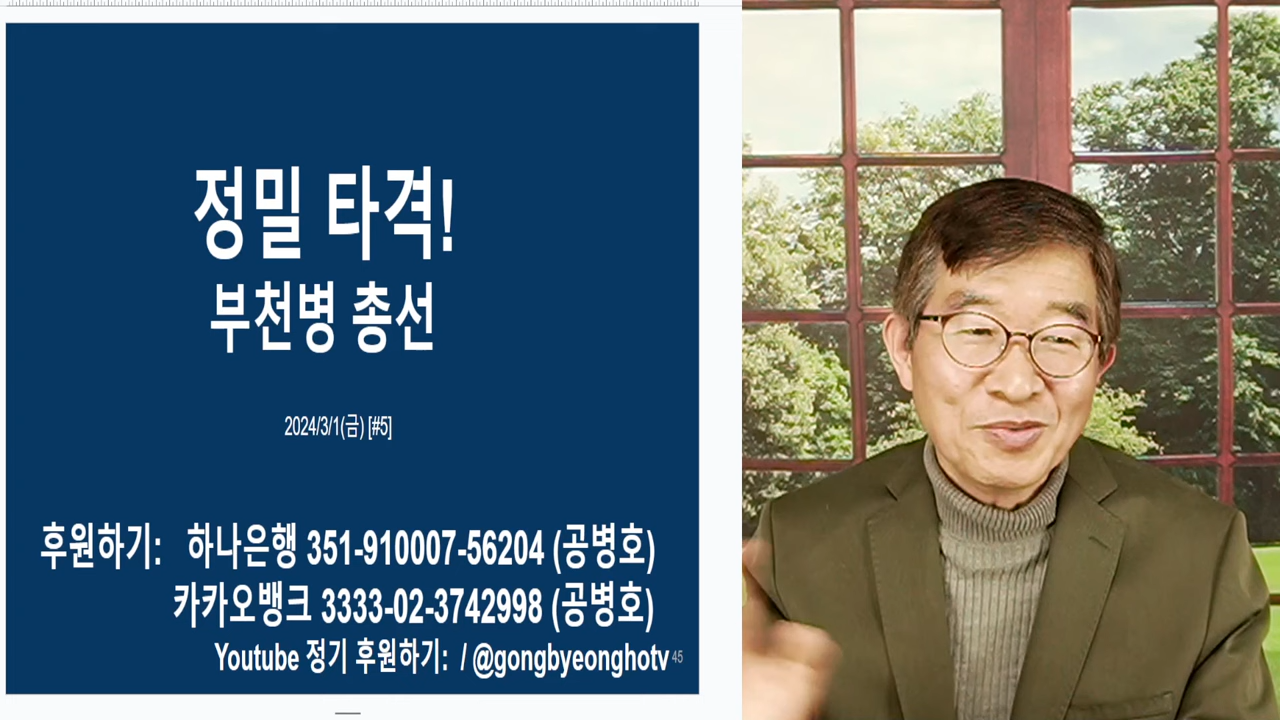 정밀 타격!
부천병 총선
2024/3/1(금) [#5]
후원하기: 하나은행 351-910007-56204 (공병호)
카카오뱅크 3333-02-3742998 (공병호)
Youtube 정기 후원하기: / @gongbyeonghotv 45